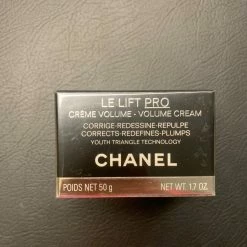 LE LIFT PRO
CRÈME VOLUME · VOLUME CREAM
CORRIGE-REDESSINE-REPULPE
CORRECTS-REDEFINES-PLUMPS
YOUTH TRIANGLE TECHNOLOGY
CHANEL
POIDS NET 50 g NET WT. 1.7 OZ.